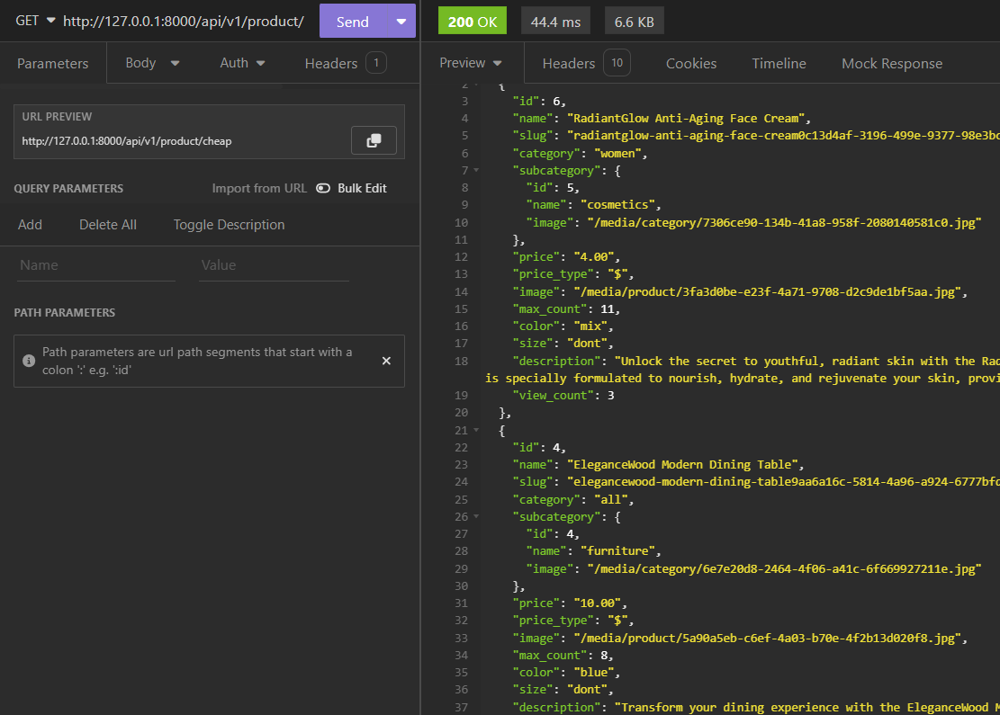 GET http://127.0.0.1:8000/api/v1/product/ Send 200 OK 44.4 ms 6.6 KB
Parameters Body Auth Headers 1
URL PREVIEW
http://127.0.0.1:8000/api/v1/product/cheap
QUERY PARAMETERS Import from URL Bulk Edit
Add Delete All Toggle Description
Name Value
PATH PARAMETERS
Path parameters are url path segments that start with a
colon ':' e.g. ':id'
Preview Headers 10 Cookies Timeline Mock Response
2 {
3 "id": 6,
4 "name": "RadiantGlow Anti-Aging Face Cream",
5 "slug": "radiantglow-anti-aging-face-cream0c13d4af-3196-499e-9377-98e3bc
6 "category": "women",
7 "subcategory": {
8 "id": 5,
9 "name": "cosmetics",
10 "image": "/media/category/7306ce90-134b-41a8-958f-2080140581c0.jpg"
11 },
12 "price": "4.00",
13 "price_type": "$",
14 "image": "/media/product/3fa3d0be-e23f-4a71-9708-d2c9de1bf5aa.jpg",
15 "max_count": 11,
16 "color": "mix",
17 "size": "dont",
18 "description": "Unlock the secret to youthful, radiant skin with the Rad
is specially formulated to nourish, hydrate, and rejuvenate your skin, provi
19 "view_count": 3
20 },
21 {
22 "id": 4,
23 "name": "EleganceWood Modern Dining Table",
24 "slug": "elegancewood-modern-dining-table9aa6a16c-5814-4a96-a924-6777bfc
25 "category": "all",
26 "subcategory": {
27 "id": 4,
28 "name": "furniture",
29 "image": "/media/category/6e7e20d8-2464-4f06-a41c-6f669927211e.jpg"
30 },
31 "price": "10.00",
32 "price_type": "$",
33 "image": "/media/product/5a90a5eb-c6ef-4a03-b70e-4f2b13d020f8.jpg",
34 "max_count": 8,
35 "color": "blue",
36 "size": "dont",
37 "description": "Transform your dining experience with the EleganceWood M